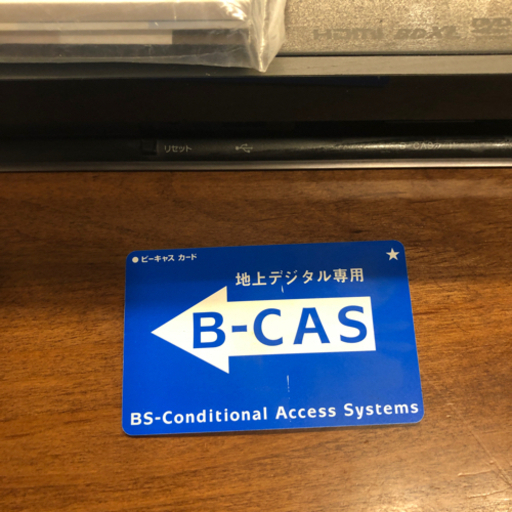 リセット
B-CAS
● ビーキャス カード
★
地上デジタル専用
B-CAS
BS-Conditional Access Systems